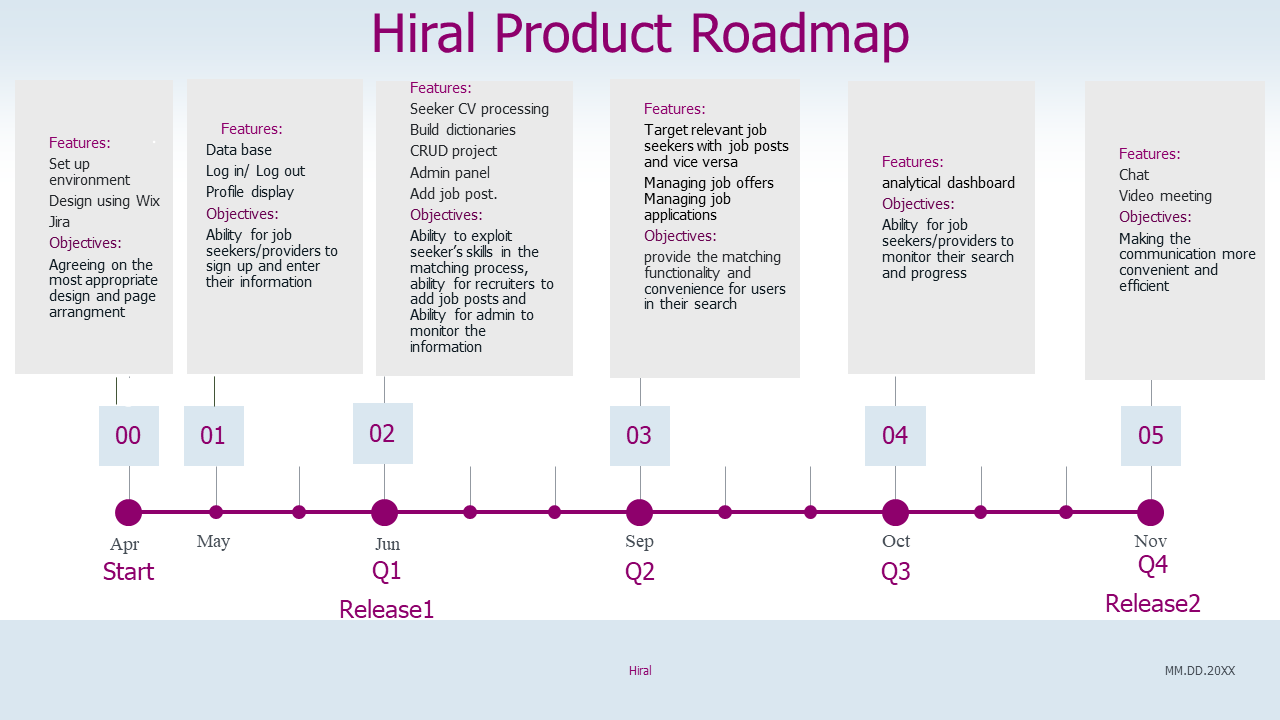 Hiral Product Roadmap
Features:
Set up
environment
Design using Wix
Jira
Objectives:
Agreeing on the
most appropriate
design and page
arrangment
Features:
Data base
Log in/ Log out
Profile display
Objectives:
Ability for job
seekers/providers to
sign up and enter
their information
Features:
Seeker CV processing
Build dictionaries
CRUD project
Admin panel
Add job post.
Objectives:
Ability to exploit
seeker’s skills in the
matching process,
ability for recruiters to
add job posts and
Ability for admin to
monitor the
information
Features:
Target relevant job
seekers with job posts
and vice versa
Managing job offers
Managing job
applications
Objectives:
provide the matching
functionality and
convenience for users
in their search
Features:
analytical dashboard
Objectives:
Ability for job
seekers/providers to
monitor their search
and progress
Features:
Chat
Video meeting
Objectives:
Making the
communication more
convenient and
efficient
00
01
02
03
04
05
Apr
May
Jun
Sep
Oct
Nov
Start
Q1
Q2
Q3
Q4
Release1
Release2
Hiral
MM.DD.20XX